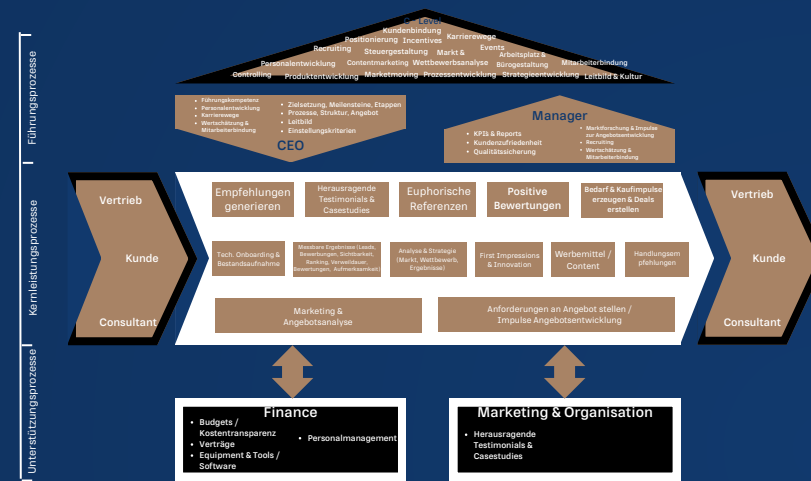 Führungsprozesse
C - Level
Kundenbindung
Positionierung Incentives Karrierewege
Recruiting Steuergestaltung Markt & Events
Personalentwicklung Contentmarketing Wettbewerbsanalyse Arbeitsplatz & Bürogestaltung Mitarbeiterbindung
Controlling Produktentwicklung Marketmoving Prozessentwicklung Strategieentwicklung Leitbild & Kultur
• Führungskompetenz
• Personalentwicklung
• Karrierewege
• Wertschätzung &
Mitarbeiterbindung
• Zielsetzung, Meilensteine, Etappen
• Prozesse, Struktur, Angebot
• Leitbild
• Einstellungskriterien
CEO
Manager
• KPIs & Reports
• Kundenzufriedenheit
• Qualitätssicherung
• Marktforschung & Impulse
zur Angebotsentwicklung
• Recruiting
• Wertschätzung &
Mitarbeiterbindung
Kernleistungsprozesse
Vertrieb
Kunde
Consultant
Empfehlungen
generieren
Herausragende
Testimonials &
Casestudies
Euphorische
Referenzen
Positive
Bewertungen
Bedarf & Kaufimpulse
erzeugen & Deals
erstellen
Tech. Onboarding &
Bestandsaufnahme
Messbare Ergebnisse (Leads,
Bewerbungen, Sichtbarkeit,
Ranking, Verweildauer,
Bewertungen, Aufmerksamkeit)
Analyse & Strategie
(Markt, Wettbewerb,
Ergebnisse)
First Impressions
& Innovation
Werbemittel /
Content
Handlungsem
pfehlungen
Marketing &
Angebotsanalyse
Anforderungen an Angebot stellen /
Impulse Angebotsentwicklung
Vertrieb
Kunde
Consultant
Unterstützungsprozesse
Finance
• Budgets /
Kostentransparenz
• Verträge
• Equipment & Tools /
Software
• Personalmanagement
Marketing & Organisation
• Herausragende
Testimonials &
Casestudies